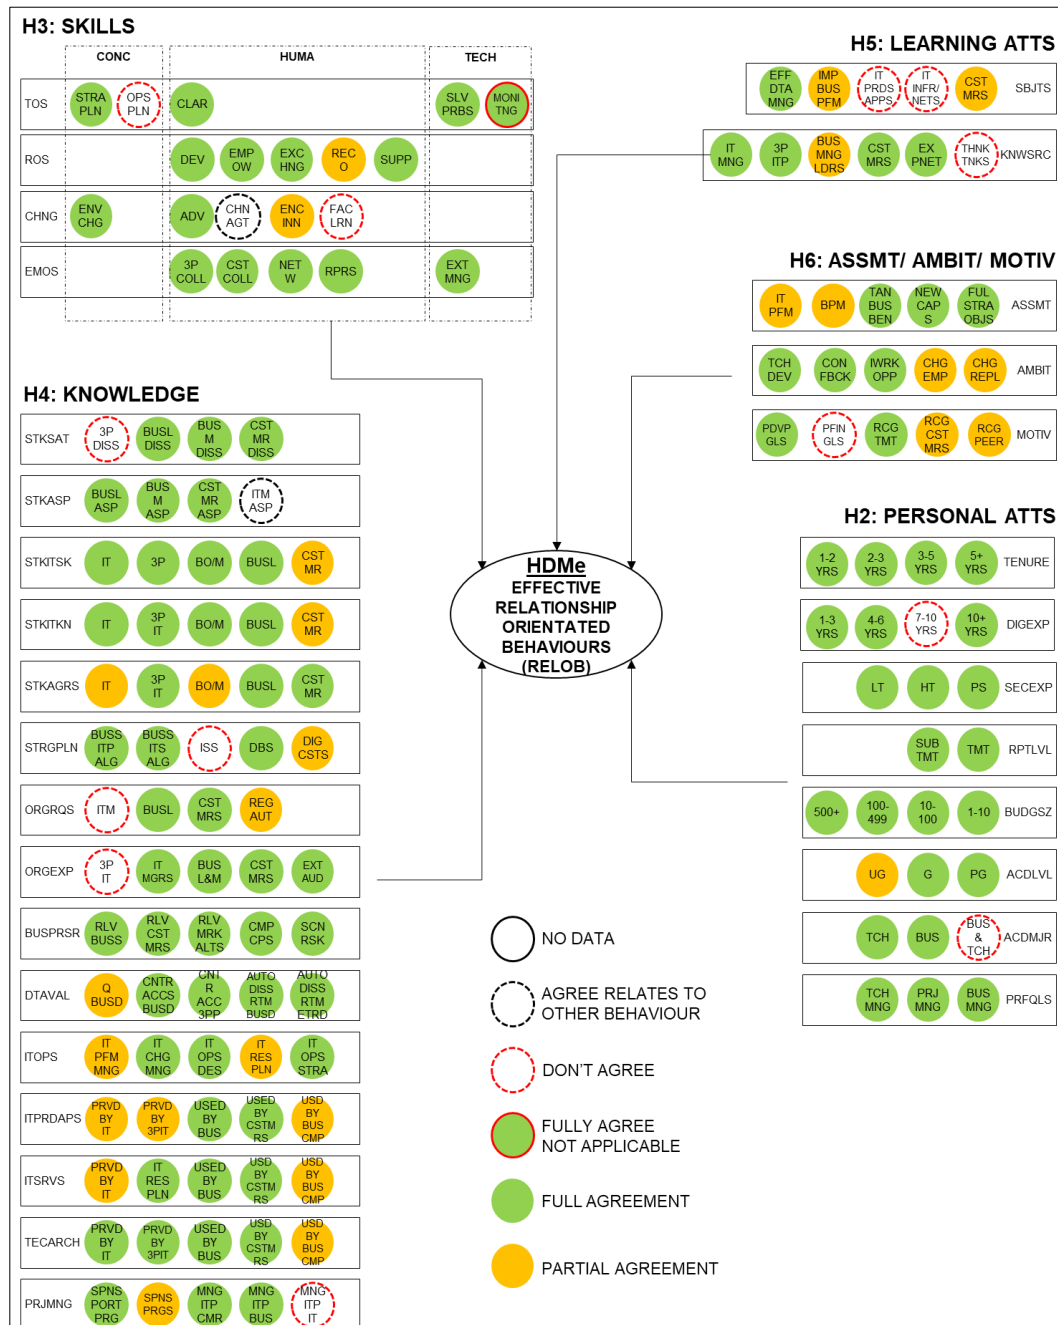 H3: SKILLS
CONC
HUMA
TECH
TOS
STRA
PLN
OPS
PLN
CLAR
SLV
PRBS
MONI
TNG
ROS
DEV
EMP
OW
EXC
HNG
REC
O
SUPP
CHNG
ENV
CHG
ADV
CHN
AGT
ENC
INN
FAC
LRN
EMOS
3P
COLL
CST
COLL
NET
W
RPRS
EXT
MNG
H5: LEARNING ATTS
EFF
DTA
MNG
IMP
BUS
PFM
IT
PRDS
APPS
IT
INFR/
NETS
CST
MRS
SBJTS
IT
MNG
3P
ITP
BUS
MNG
LDRS
CST
MRS
EX
PNET
THNK
TNKS
KNWSRC
H6: ASSMT/ AMBIT/ MOTIV
IT
PFM
BPM
TAN
BUS
BEN
NEW
CAP
S
FUL
STRA
OBJS
ASSMT
TCH
DEV
CON
FBCK
IWRK
OPP
CHG
EMP
CHG
REPL
AMBIT
PDVP
GLS
PFIN
GLS
RCG
TMT
RCG
CST
MRS
RCG
PEER
MOTIV
H4: KNOWLEDGE
STKSAT
3P
DISS
BUSL
DISS
BUS
M
DISS
CST
MR
DISS
STKASP
BUSL
ASP
BUS
M
ASP
CST
MR
ASP
ITM
ASP
STKITSK
IT
3P
BO/M
BUSL
CST
MR
STKITKN
IT
3P
IT
BO/M
BUSL
CST
MR
STKAGRS
IT
3P
IT
BO/M
BUSL
CST
MR
STRGPLN
BUSS
ITP
ALG
BUSS
ITS
ALG
ISS
DBS
DIG
CSTS
ORGRQS
ITM
BUSL
CST
MRS
REG
AUT
ORGEXP
3P
IT
IT
MGRS
BUS
L&M
CST
MRS
EXT
AUD
BUSPRSR
RLV
BUSS
RLV
CST
MRS
RLV
MRK
ALTS
CMP
CPS
SCN
RSK
DTAVAL
Q
BUSD
CNTR
ACCS
BUSD
CNT
R
ACC
3PP
AUTO
DISS
RTM
BUSD
AUTO
DISS
RTM
ETRD
ITOPS
IT
PFM
MNG
IT
CHG
MNG
IT
OPS
DES
IT
RES
PLN
IT
OPS
STRA
ITPRDAPS
PRVD
BY
IT
PRVD
BY
3PIT
USED
BY
BUS
USED
BY
CSTM
RS
USD
BY
BUS
CMP
ITSRVS
PRVD
BY
IT
IT
RES
PLN
USED
BY
BUS
USD
BY
CSTM
RS
USD
BY
BUS
CMP
TECARCH
PRVD
BY
IT
PRVD
BY
3PIT
USED
BY
BUS
USD
BY
CSTM
RS
USD
BY
BUS
CMP
PRJMNG
SPNS
PORT
PRG
SPNS
PRGS
MNG
ITP
CMR
MNG
ITP
BUS
MNG
ITP
IT
HDMe
EFFECTIVE
RELATIONSHIP
ORIENTATED
BEHAVIOURS
(RELOB)
H2: PERSONAL ATTS
1-2
YRS
2-3
YRS
3-5
YRS
5+
YRS
TENURE
1-3
YRS
4-6
YRS
7-10
YRS
10+
YRS
DIGEXP
LT
HT
PS
SECEXP
SUB
TMT
TMT
RPTLVL
500+
100-
499
10-
100
1-10
BUDGSZ
UG
G
PG
ACDLVL
TCH
BUS
BUS
&
TCH
ACDMJR
TCH
MNG
PRJ
MNG
BUS
MNG
PRFQLS
NO DATA
AGREE RELATES TO
OTHER BEHAVIOUR
DON'T AGREE
FULLY AGREE
NOT APPLICABLE
FULL AGREEMENT
PARTIAL AGREEMENT